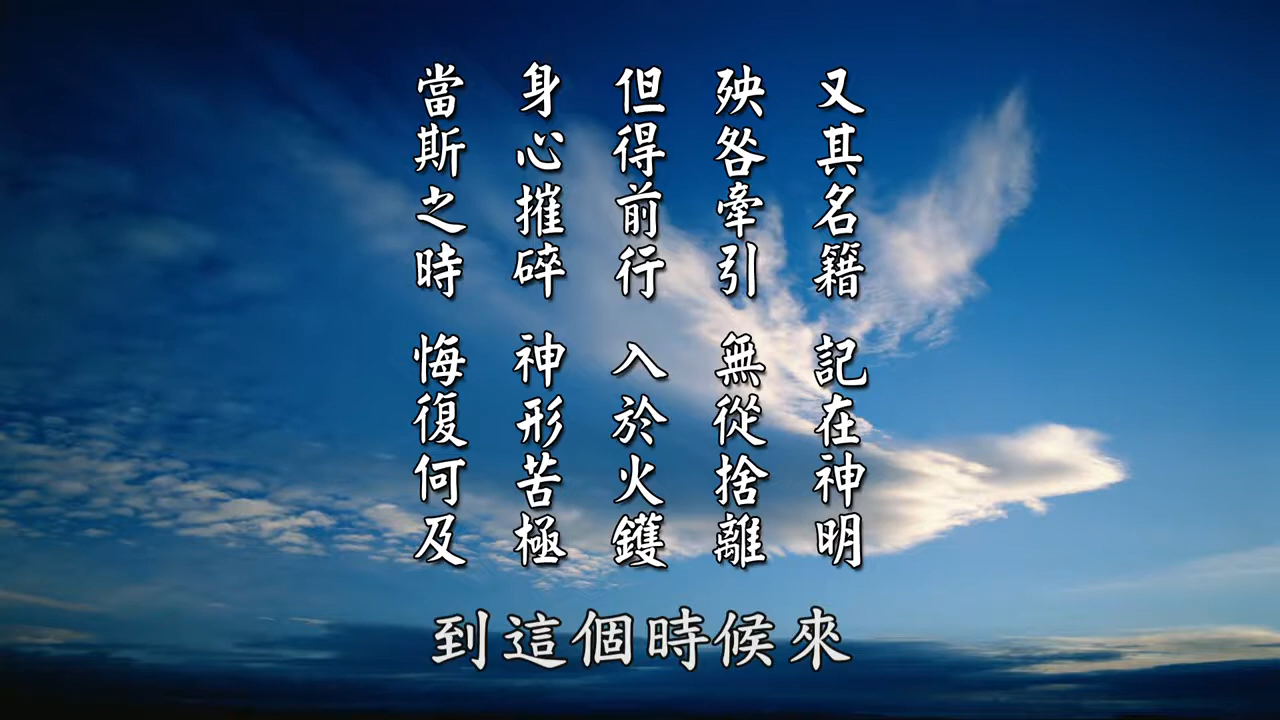 又其名籍 記在神明
殃咎牽引 無從捨離
但得前行 入於火鑊
身心摧碎 神形苦極
當斯之時 悔復何及
到這個時候來